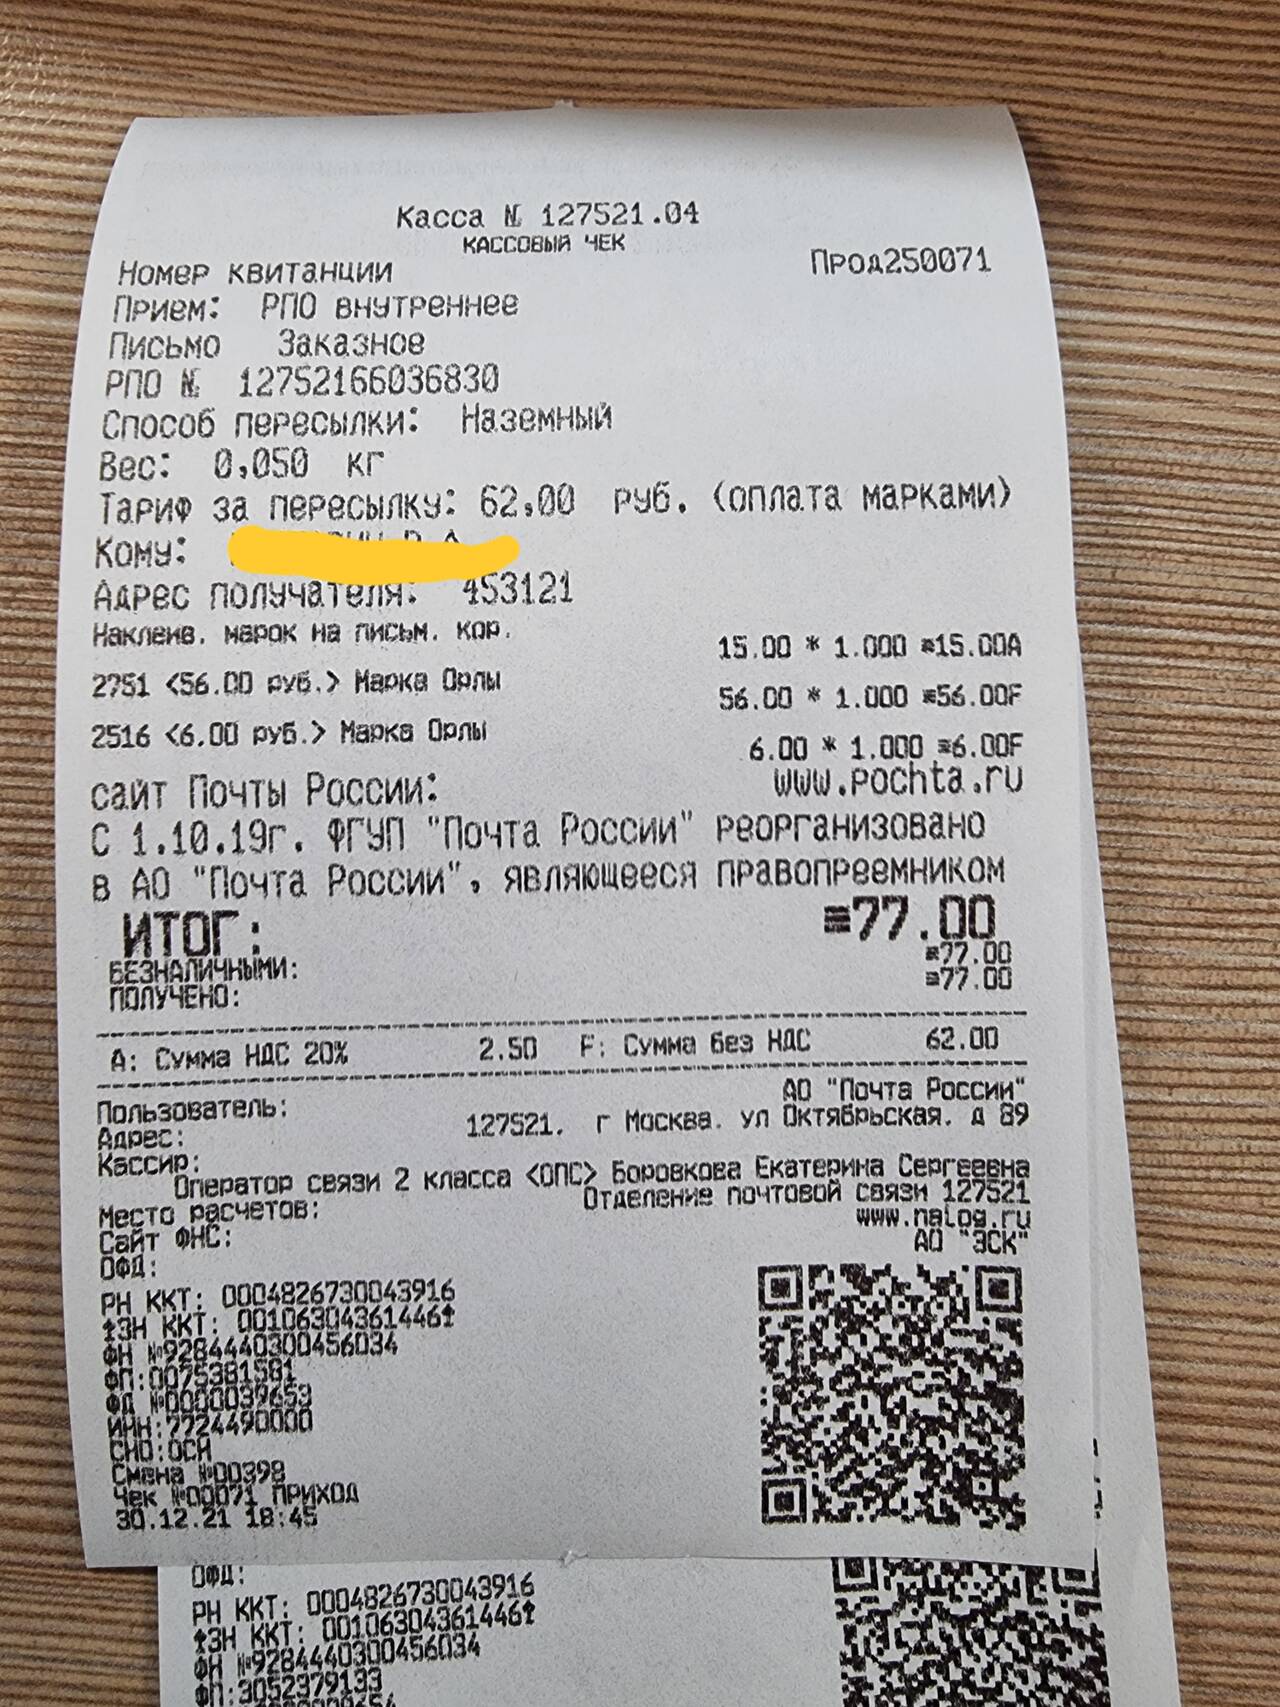 Касса № 127521.04
КАССОВЫЙ ЧЕК
Номер квитанции Прод250071
Прием: РПО внутреннее
Письмо Заказное
РПО № 12752166036830
Способ пересылки: Наземный
Вес: 0,050 кг
Тариф за пересылку: 62,00 руб. (оплата марками)
Кому:
Адрес получателя: 453121
Наклеив. марок на письм. кор.
15.00 * 1.000 ≡15.00А
2751 <56.00 руб.> Марка Орлы
56.00 * 1.000 ≡56.00F
2516 <6.00 руб.> Марка Орлы
6.00 * 1.000 ≡6.00F
сайт Почты России: www.pochta.ru
С 1.10.19г. ФГУП "Почта России" реорганизовано
в АО "Почта России", являющееся правопреемником
ИТОГ: ≡77.00
БЕЗНАЛИЧНЫМИ: ≡77.00
ПОЛУЧЕНО: ≡77.00
А: Сумма НДС 20% 2.50 F: Сумма без НДС 62.00
Пользователь: АО "Почта России"
Адрес: 127521, г Москва, ул Октябрьская, д 89
Кассир:
Оператор связи 2 класса <ОПС> Боровкова Екатерина Сергеевна
Место расчетов: Отделение почтовой связи 127521
Сайт ФНС: www.nalog.ru
ОФД: АО "ЭСК"
РН ККТ: 0004826730043916
↑ЗН ККТ: 00106304361446↑
ФН №9284440300456034
ФП:0075381581
ФД №0000039653
ИНН:7724490000
СНО:ОСН
Смена №00398
Чек №00071 ПРИХОД
30.12.21 18:45
ОФД:
РН ККТ: 0004826730043916
↑ЗН ККТ: 00106304361446↑
ФН №9284440300456034
ФП:3052379133